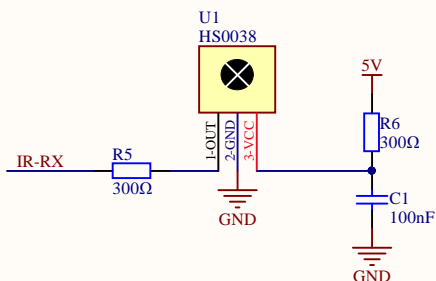 U1
HS0038
5V
1-OUT
2-GND
3-VCC
R6
300Ω
IR-RX
R5
300Ω
GND
C1
100nF
GND